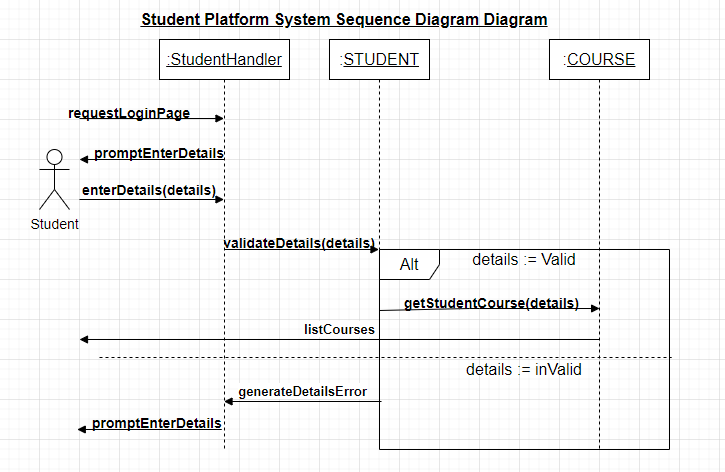 Student Platform System Sequence Diagram Diagram
:StudentHandler
:STUDENT
:COURSE
requestLoginPage
promptEnterDetails
enterDetails(details)
Student
validateDetails(details)
Alt
details := Valid
getStudentCourse(details)
listCourses
details := inValid
generateDetailsError
promptEnterDetails